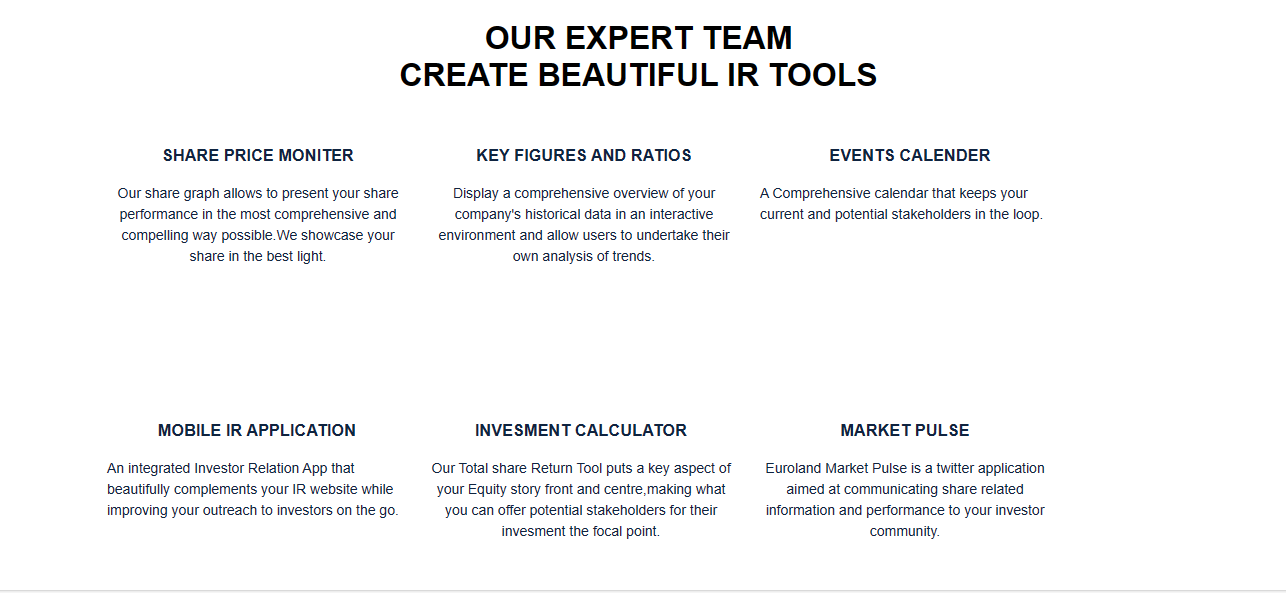 OUR EXPERT TEAM
CREATE BEAUTIFUL IR TOOLS
SHARE PRICE MONITER
Our share graph allows to present your share
performance in the most comprehensive and
compelling way possible.We showcase your
share in the best light.
KEY FIGURES AND RATIOS
Display a comprehensive overview of your
company's historical data in an interactive
environment and allow users to undertake their
own analysis of trends.
EVENTS CALENDER
A Comprehensive calendar that keeps your
current and potential stakeholders in the loop.
MOBILE IR APPLICATION
An integrated Investor Relation App that
beautifully complements your IR website while
improving your outreach to investors on the go.
INVESMENT CALCULATOR
Our Total share Return Tool puts a key aspect of
your Equity story front and centre,making what
you can offer potential stakeholders for their
invesment the focal point.
MARKET PULSE
Euroland Market Pulse is a twitter application
aimed at communicating share related
information and performance to your investor
community.